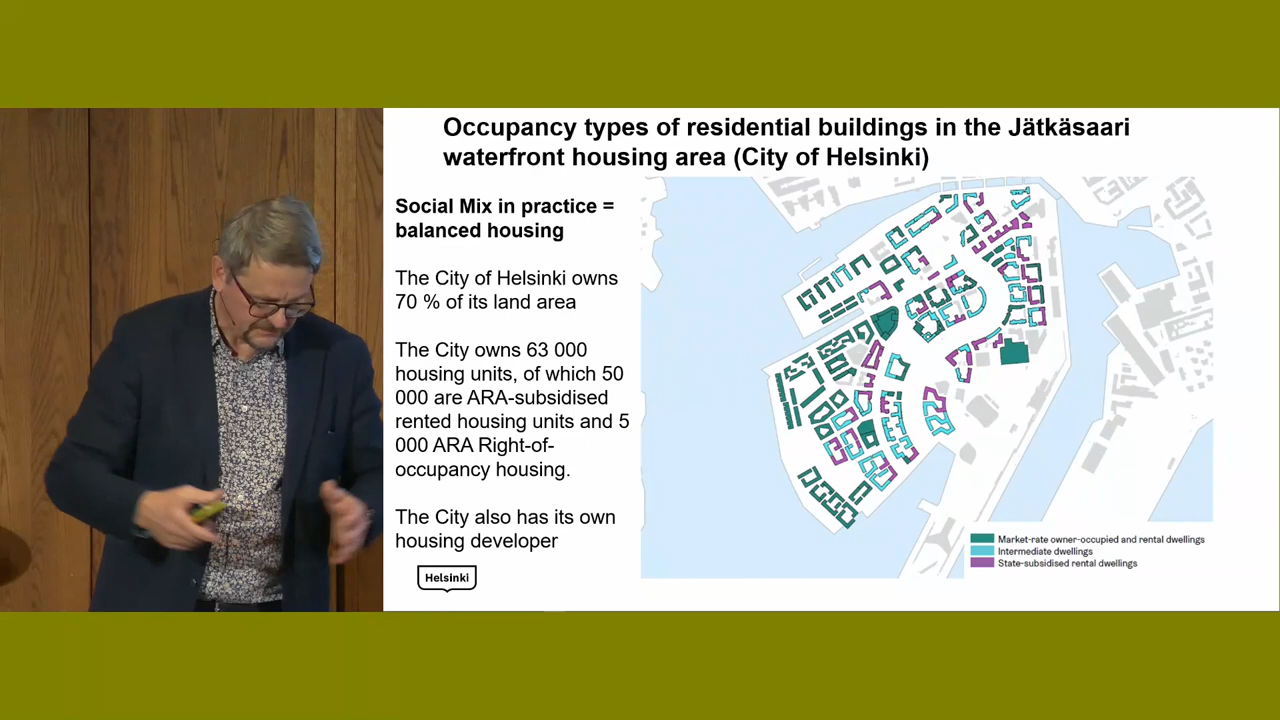 Occupancy types of residential buildings in the Jätkäsaari
waterfront housing area (City of Helsinki)
Social Mix in practice =
balanced housing
The City of Helsinki owns
70 % of its land area
The City owns 63 000
housing units, of which 50
000 are ARA-subsidised
rented housing units and 5
000 ARA Right-of-
occupancy housing.
The City also has its own
housing developer
Helsinki
Market-rate owner-occupied and rental dwellings
Intermediate dwellings
State-subsidised rental dwellings